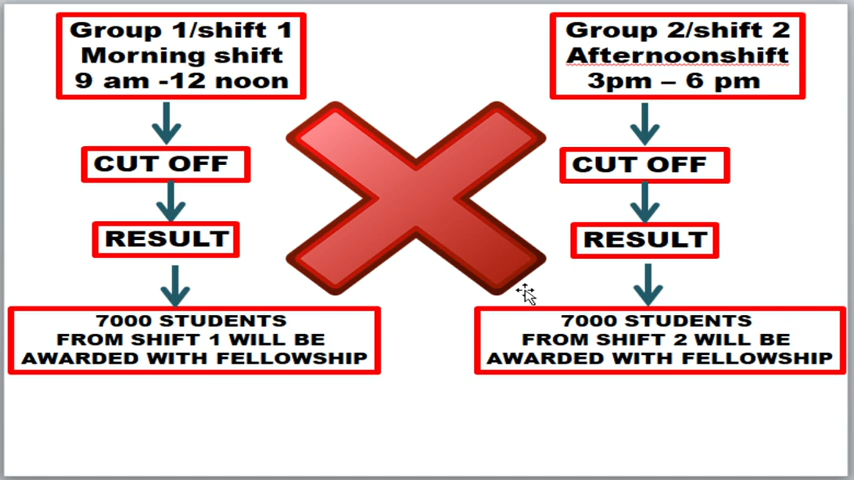 Group 1/shift 1
Morning shift
9 am -12 noon
CUT OFF
RESULT
7000 STUDENTS
FROM SHIFT 1 WILL BE
AWARDED WITH FELLOWSHIP
Group 2/shift 2
Afternoonshift
3pm – 6 pm
CUT OFF
RESULT
7000 STUDENTS
FROM SHIFT 2 WILL BE
AWARDED WITH FELLOWSHIP